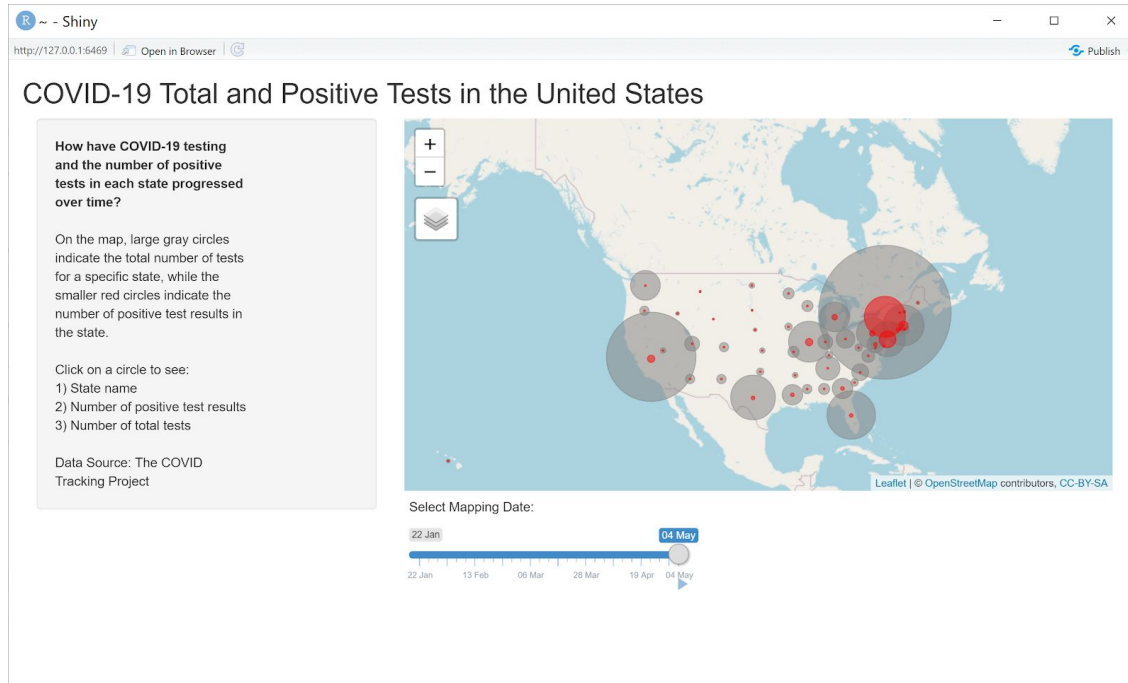 R ~ - Shiny
http://127.0.0.1:6469 Open in Browser Publish
COVID-19 Total and Positive Tests in the United States
How have COVID-19 testing
and the number of positive
tests in each state progressed
over time?
On the map, large gray circles
indicate the total number of tests
for a specific state, while the
smaller red circles indicate the
number of positive test results in
the state.
Click on a circle to see:
1) State name
2) Number of positive test results
3) Number of total tests
Data Source: The COVID
Tracking Project
+
−
Leaflet | © OpenStreetMap contributors, CC-BY-SA
Select Mapping Date:
22 Jan 04 May
22 Jan 13 Feb 06 Mar 28 Mar 19 Apr 04 May